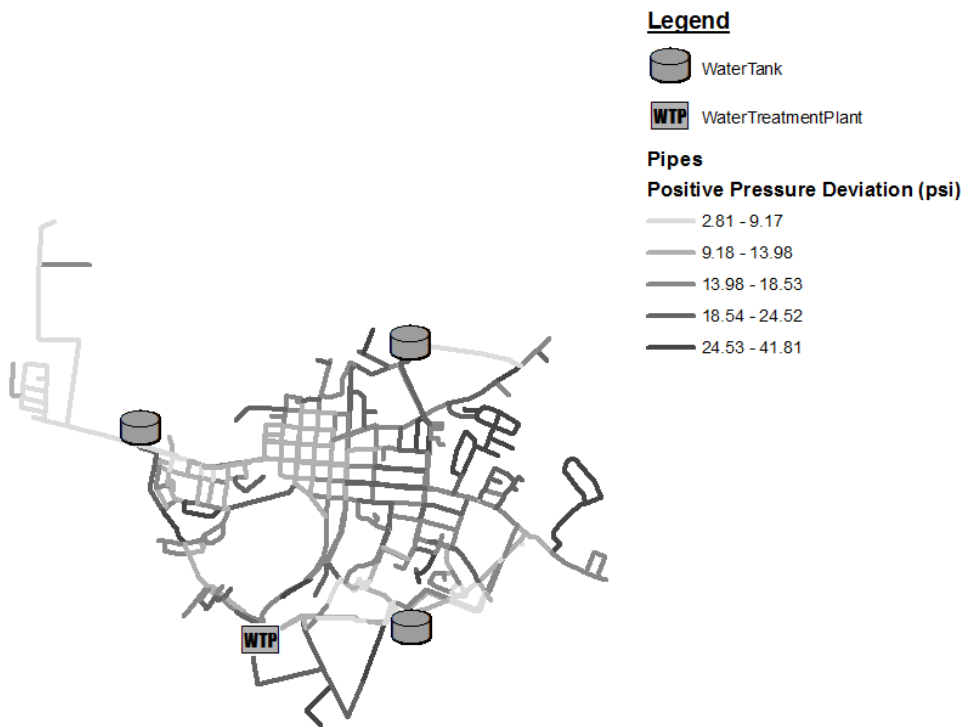 Legend
WaterTank
WTP WaterTreatmentPlant
Pipes
Positive Pressure Deviation (psi)
2.81 - 9.17
9.18 - 13.98
13.98 - 18.53
18.54 - 24.52
24.53 - 41.81
WTP